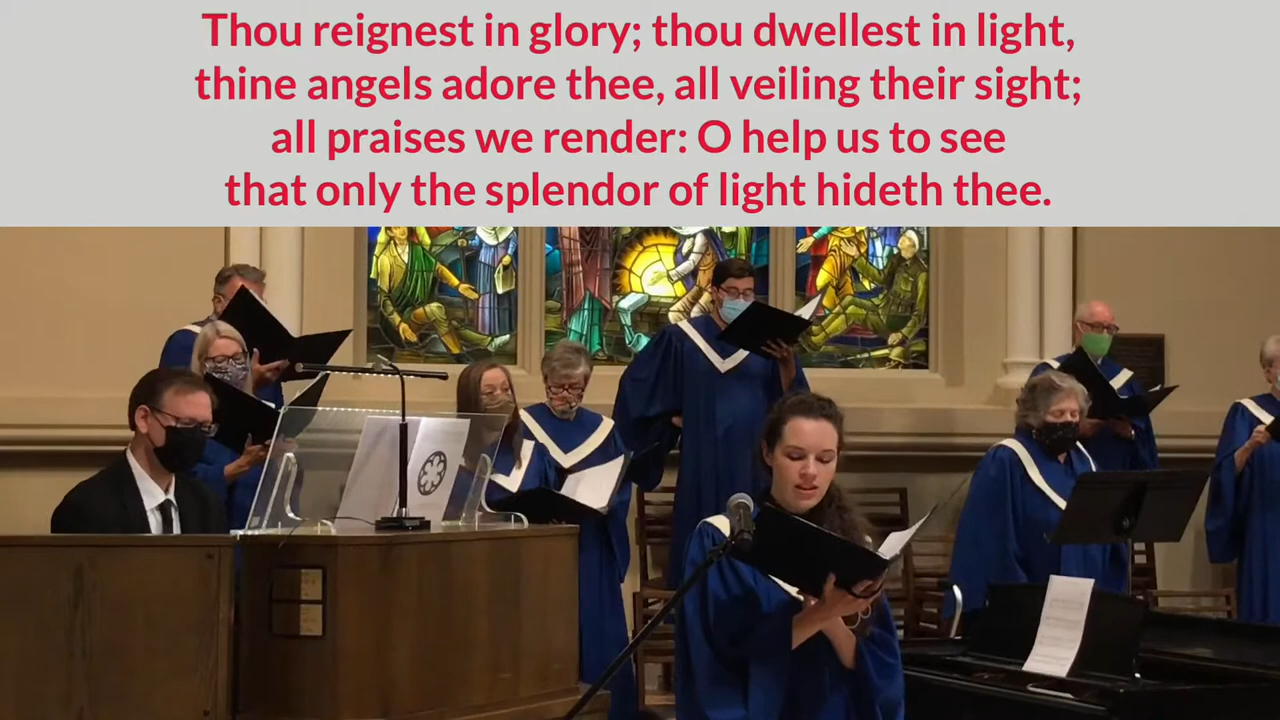 Thou reignest in glory; thou dwellest in light,
thine angels adore thee, all veiling their sight;
all praises we render: O help us to see
that only the splendor of light hideth thee.